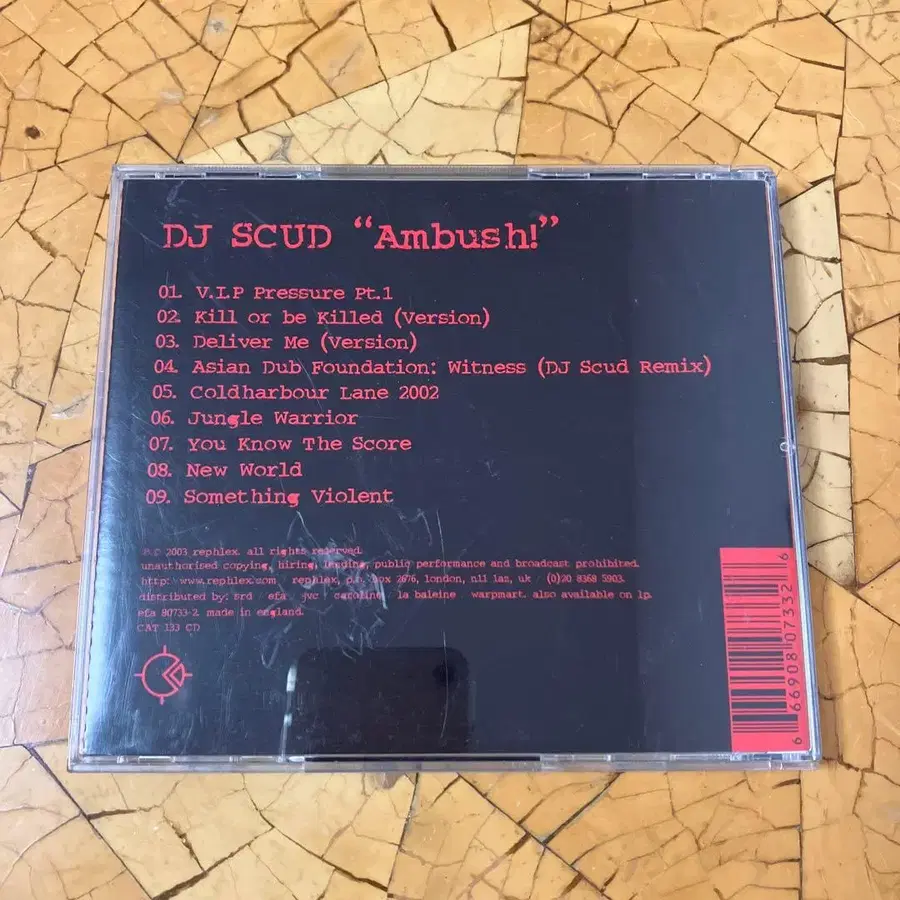 DJ SCUD “Ambush!”
01. V.I.P Pressure Pt.1
02. Kill or be Killed (Version)
03. Deliver Me (Version)
04. Asian Dub Foundation: Witness (DJ Scud Remix)
05. Coldharbour Lane 2002
06. Jungle Warrior
07. You Know The Score
08. New World
09. Something Violent
2003 rephlex. all rights reserved.
unauthorised copying, hiring, lending, public performance and broadcast prohibited.
http://www.rephlex.com / rephlex, p.o. box 2676, london, n11 1az, uk / (0)20 8368 5903.
distributed by: srd / efa / jvc / caroline / la baleine / warpmart. also available on lp.
efa 80733-2. made in england.
CAT 133 CD
6 66908 07332 6